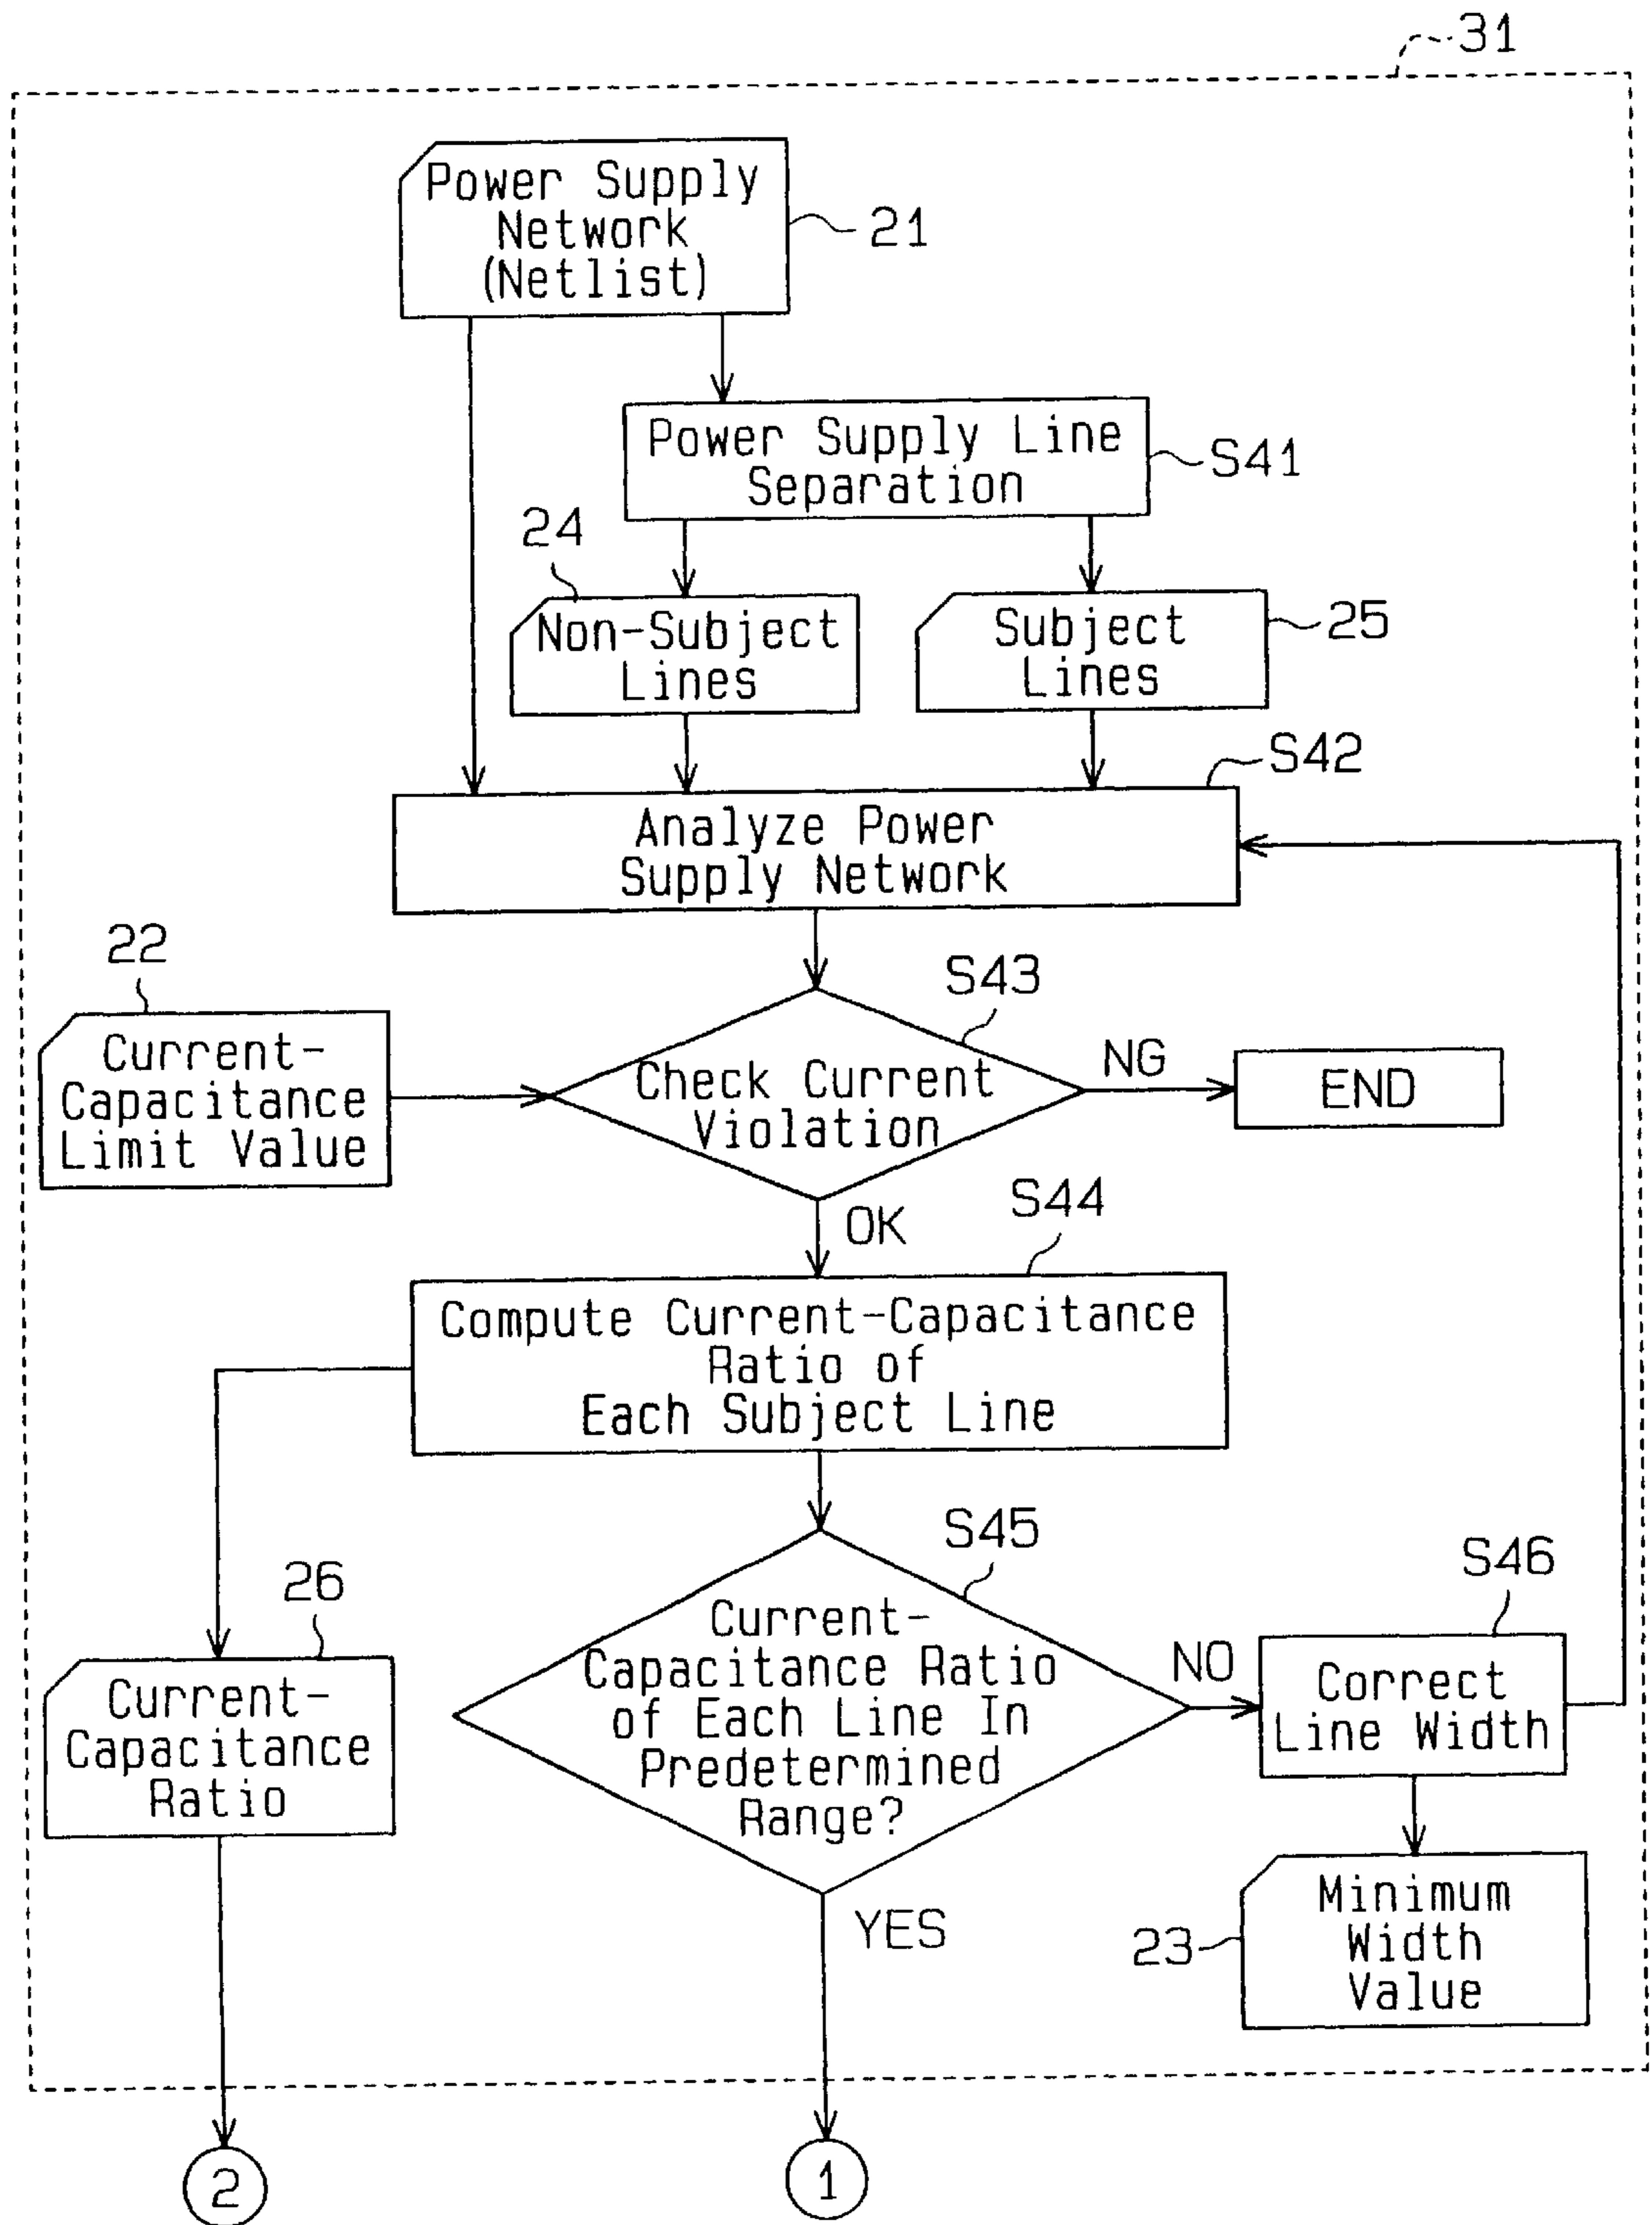 31
Power Supply
Network
(Netlist)
21
Power Supply Line
Separation
S41
24
Non-Subject
Lines
Subject
Lines
25
S42
Analyze Power
Supply Network
22
Current-
Capacitance
Limit Value
S43
Check Current
Violation
NG
END
OK
S44
Compute Current-Capacitance
Ratio of
Each Subject Line
26
Current-
Capacitance
Ratio
S45
Current-
Capacitance Ratio
of Each Line In
Predetermined
Range?
NO
S46
Correct
Line Width
YES
23
Minimum
Width
Value
2
1